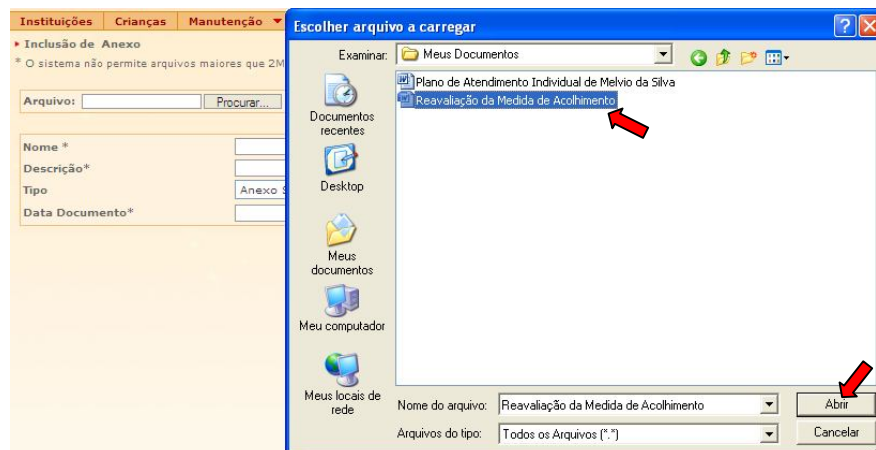 Instituições Crianças Manutenção
Inclusão de Anexo
* O sistema não permite arquivos maiores que 2M
Arquivo: Procurar...
Nome *
Descrição*
Tipo Anexo
Data Documento*
Escolher arquivo a carregar
Examinar: Meus Documentos
Plano de Atendimento Individual de Melvio da Silva
Reavaliação da Medida de Acolhimento
Documentos
recentes
Desktop
Meus
documentos
Meu computador
Meus locais de
rede
Nome do arquivo: Reavaliação da Medida de Acolhimento Abrir
Arquivos do tipo: Todos os Arquivos (*.*) Cancelar